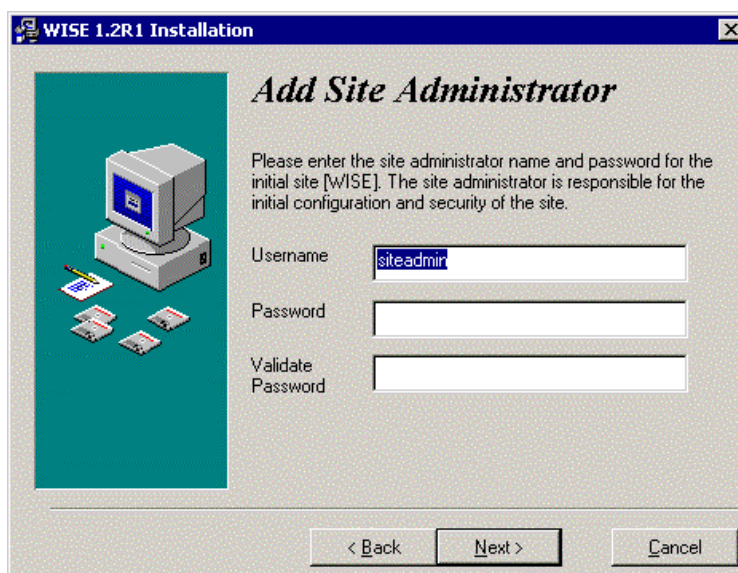 WISE 1.2R1 Installation
Add Site Administrator
Please enter the site administrator name and password for the
initial site [WISE]. The site administrator is responsible for the
initial configuration and security of the site.
Username
siteadmin
Password
Validate
Password
< Back
Next >
Cancel